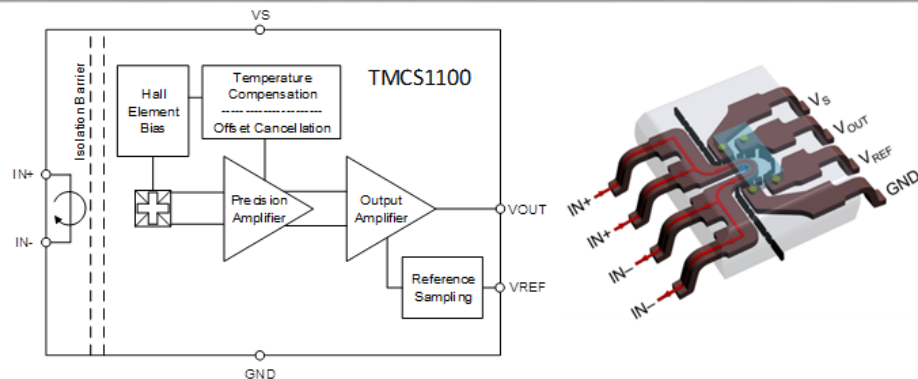 VS
TMCS1100
Isolation Barrier
Hall
Element
Bias
Temperature
Compensation
Offset Cancellation
IN+
IN-
Precision
Amplifier
Output
Amplifier
VOUT
Reference
Sampling
VREF
GND
VS
VOUT
VREF
GND
IN+
IN+
IN–
IN–